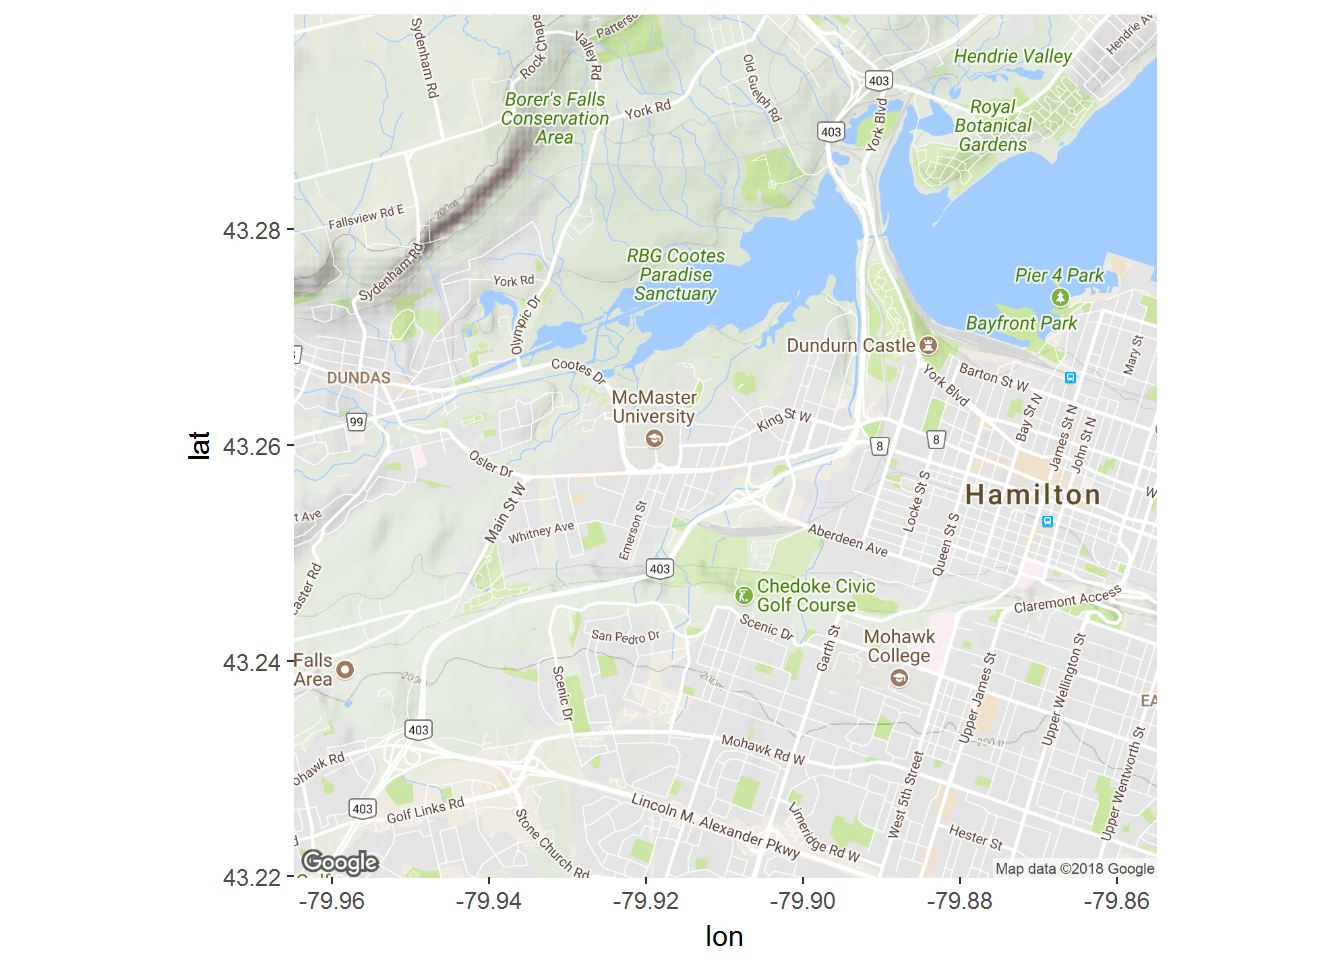 Sydenham Rd
Rock Chape
Valley Rd
Patterso
Old Guelph Rd
403
Hendrie Valley
Hendrie Av
Borer's Falls
Conservation
Area
York Rd
403
York Blvd
Royal
Botanical
Gardens
Fallsview Rd E
200m
43.28
Sydenham Rd
York Rd
RBG Cootes
Paradise
Sanctuary
Pier 4 Park
Olympic Dr
Bayfront Park
Dundurn Castle
Mary St
DUNDAS
Cootes Dr
York Blvd
Barton St W
McMaster
University
King St W
Bay St N
James St N
John St N
99
8
8
43.26
lat
Osler Dr
Main St W
Locke St S
Hamilton
W
t Ave
Whitney Ave
Emerson St
Aberdeen Ave
Queen St S
403
aster Rd
Chedoke Civic
Golf Course
Claremont Access
San Pedro Dr
Scenic Dr
Garth St
Mohawk
College
43.24
Falls
Area
200m
Scenic Dr
200m
Upper James St
Upper Wellington St
EA
403
200m
ohawk Rd
Mohawk Rd W
West 5th Street
Upper Wentworth St
403
Golf Links Rd
Stone Church Rd
Lincoln M. Alexander Pkwy
Limeridge Rd W
Hester St
Google
Map data ©2018 Google
43.22
-79.96
-79.94
-79.92
-79.90
-79.88
-79.86
lon